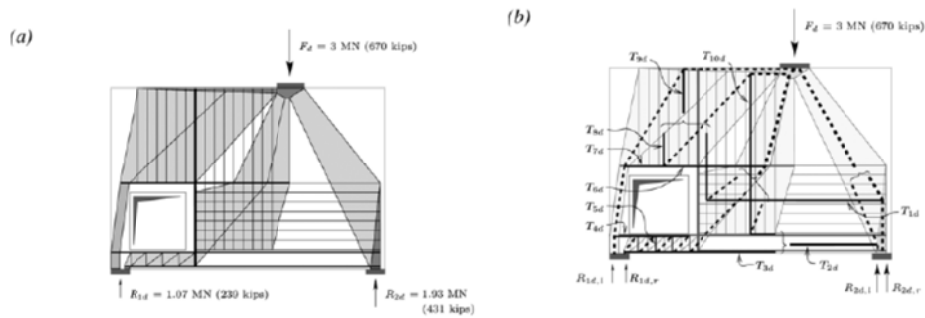 (a)
F_d = 3 MN (670 kips)
R_1d = 1.07 MN (230 kips)
R_2d = 1.93 MN
(431 kips)
(b)
F_d = 3 MN (670 kips)
T_9d
T_10d
T_8d
T_7d
T_6d
T_5d
T_4d
T_1d
T_3d
T_2d
R_1d,l
R_1d,r
R_2d,l
R_2d,r